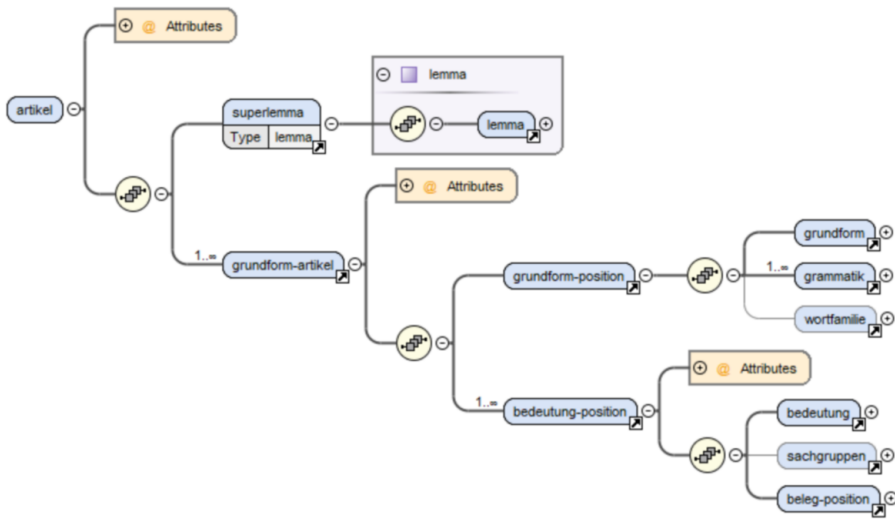 @ Attributes
lemma
artikel
superlemma
Type lemma
lemma
@ Attributes
1..∞ grundform-artikel
grundform-position
grundform
1..∞ grammatik
wortfamilie
@ Attributes
1..∞ bedeutung-position
bedeutung
sachgruppen
beleg-position